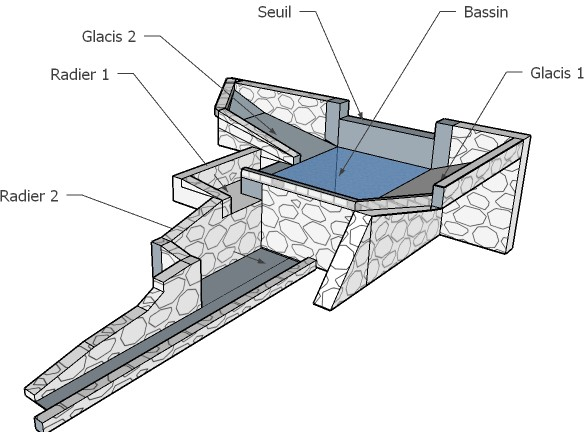 Seuil
Bassin
Glacis 2
Glacis 1
Radier 1
Radier 2